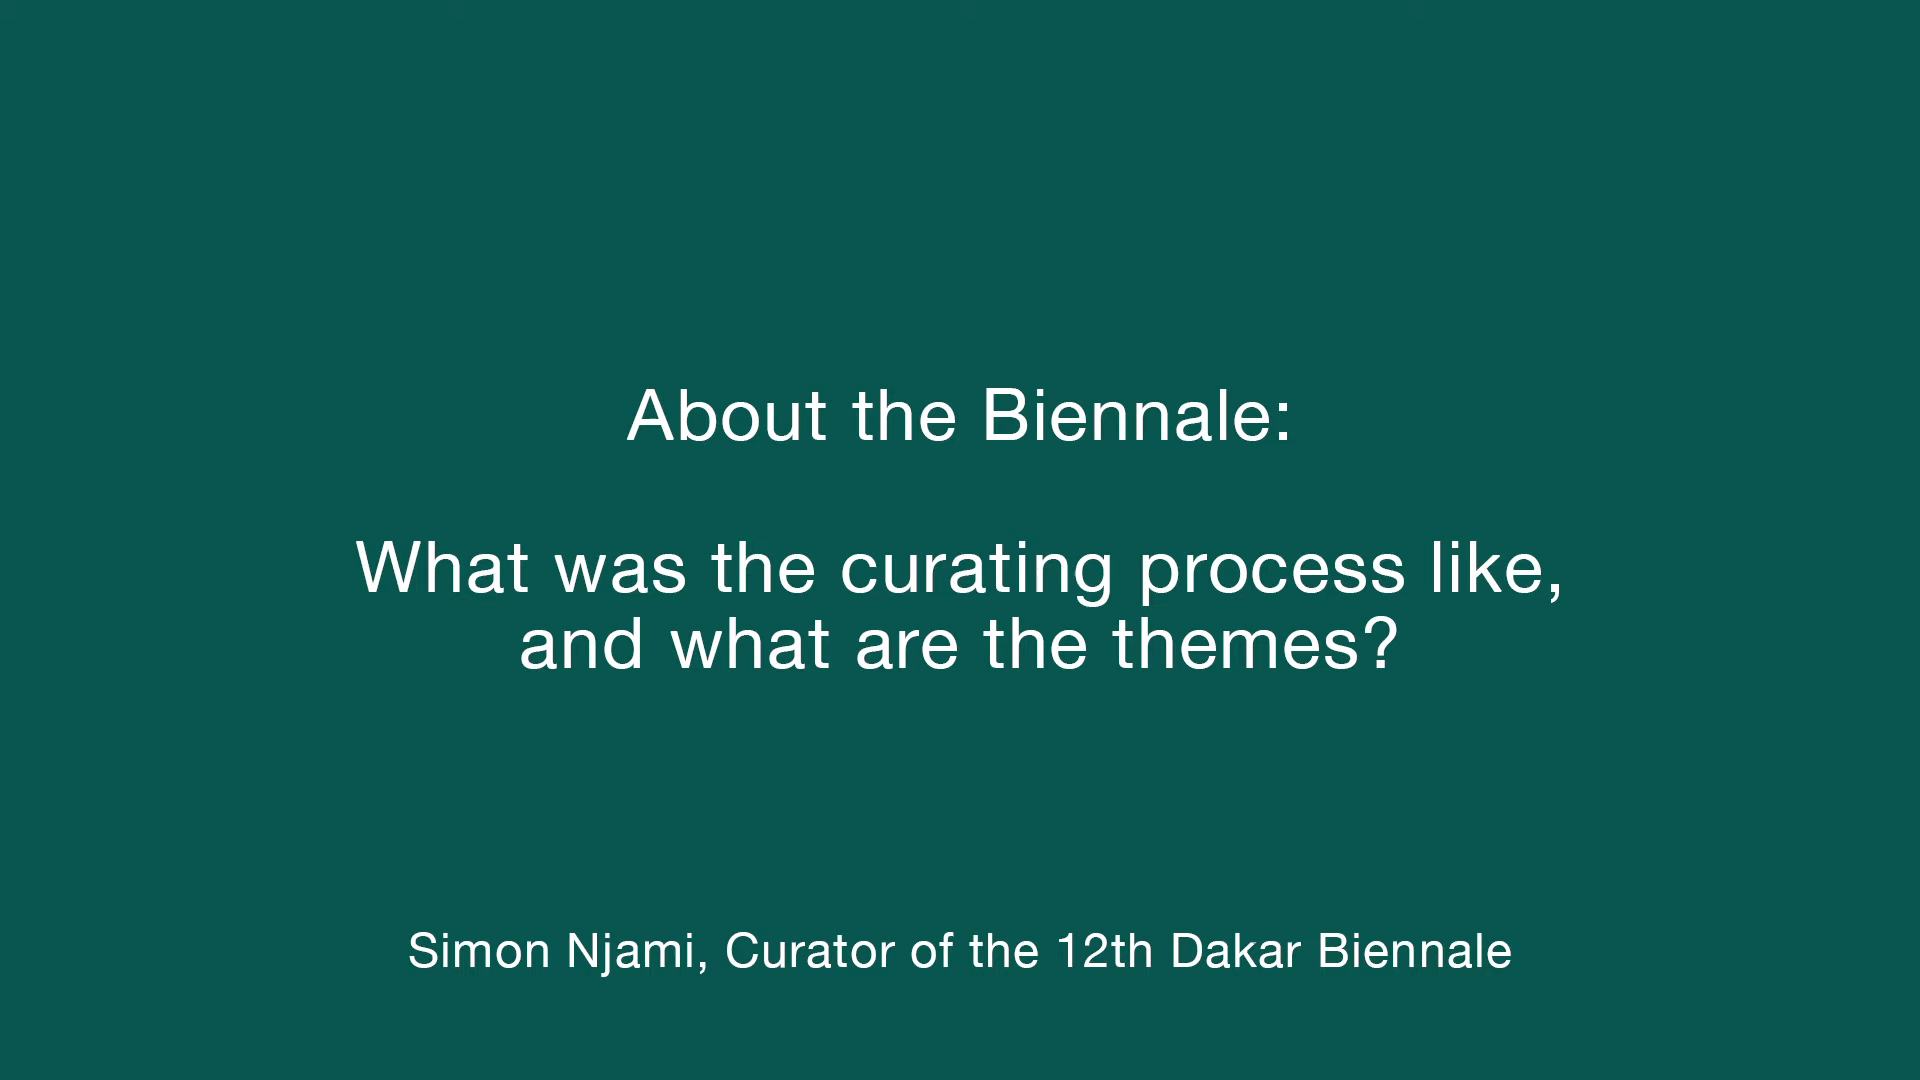 About the Biennale:
What was the curating process like,
and what are the themes?
Simon Njami, Curator of the 12th Dakar Biennale